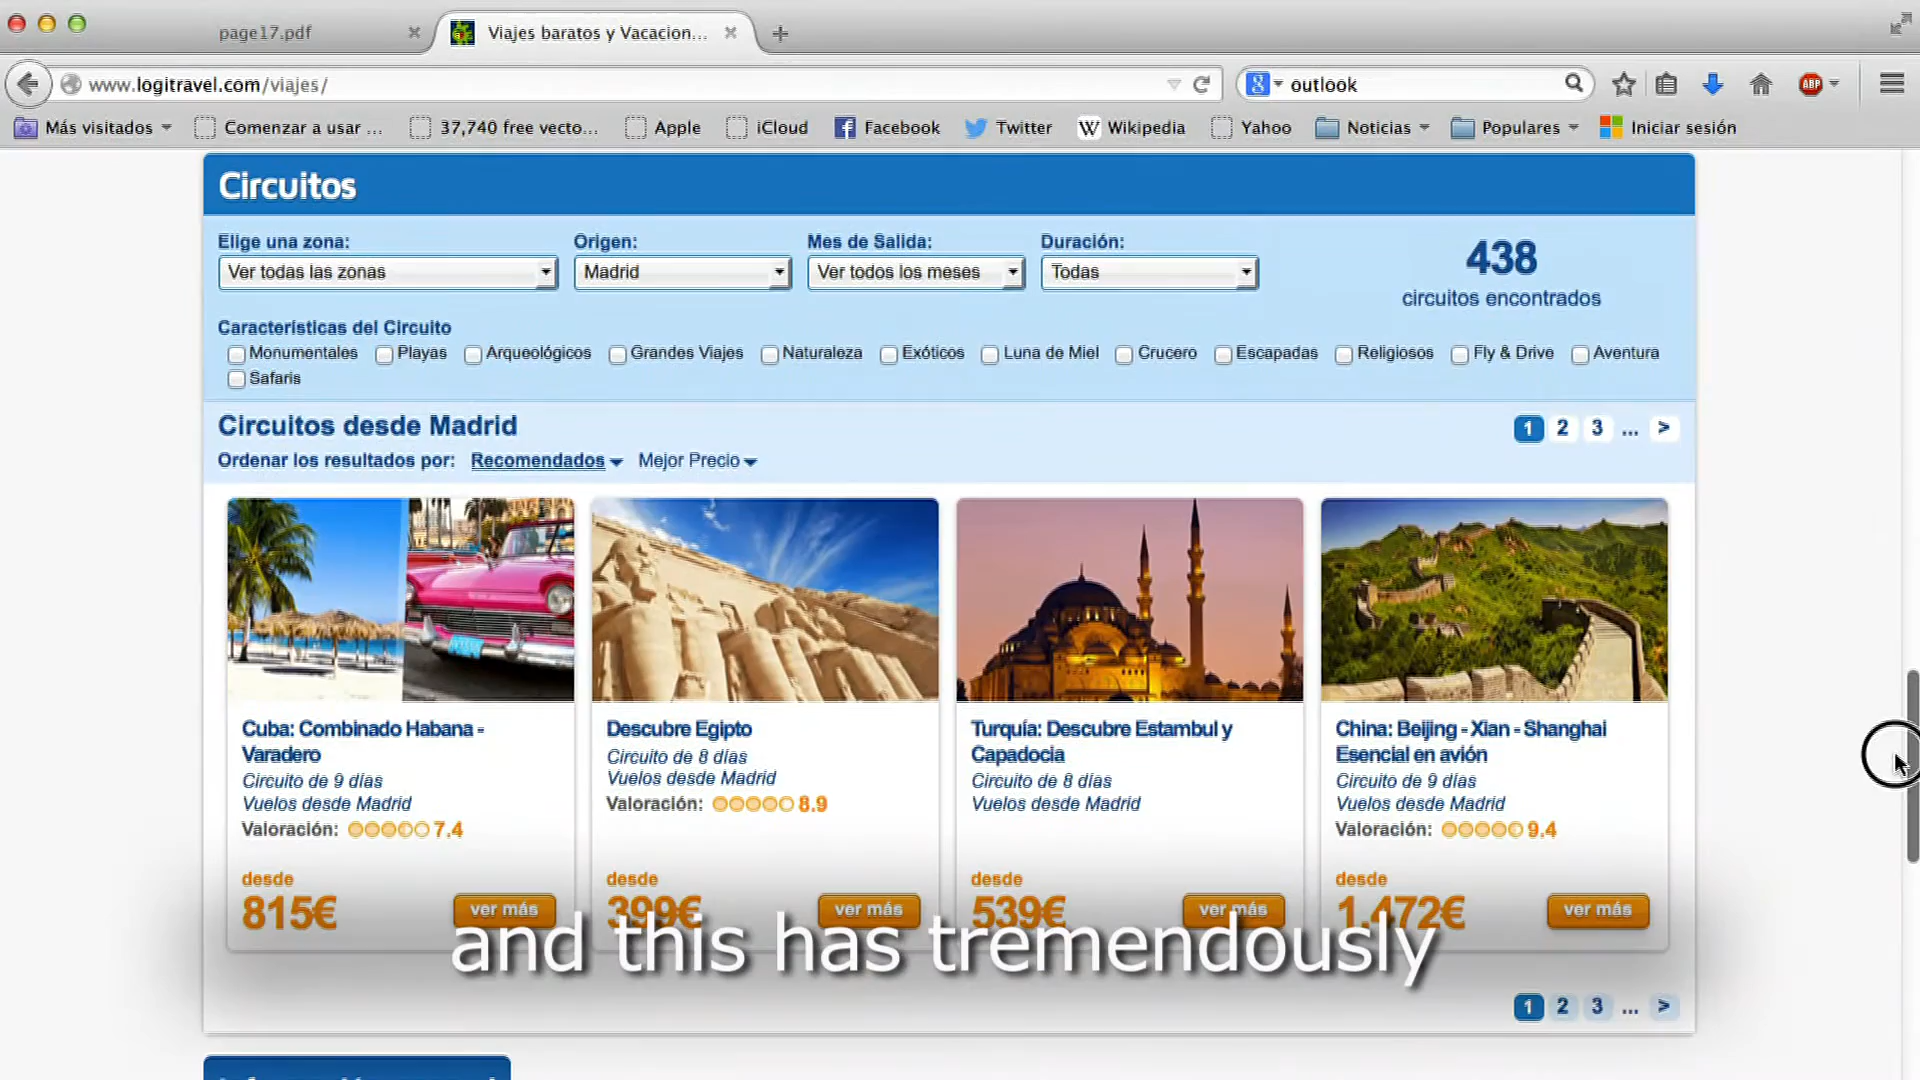 page17.pdf
Viajes baratos y Vacacion...
www.logitravel.com/viajes/
outlook
ABP
Más visitados
Comenzar a usar ...
37,740 free vecto...
Apple
iCloud
Facebook
Twitter
Wikipedia
Yahoo
Noticias
Populares
Iniciar sesión
Circuitos
Elige una zona:
Origen:
Mes de Salida:
Duración:
Ver todas las zonas
Madrid
Ver todos los meses
Todas
438
circuitos encontrados
Características del Circuito
Monumentales
Playas
Arqueológicos
Grandes Viajes
Naturaleza
Exóticos
Luna de Miel
Crucero
Escapadas
Religiosos
Fly & Drive
Aventura
Safaris
Circuitos desde Madrid
1 2 3 ... >
Ordenar los resultados por: Recomendados Mejor Precio
Cuba: Combinado Habana -
Varadero
Circuito de 9 días
Vuelos desde Madrid
Valoración: 7.4
desde
815€
ver más
Descubre Egipto
Circuito de 8 días
Vuelos desde Madrid
Valoración: 8.9
desde
399€
ver más
Turquía: Descubre Estambul y
Capadocia
Circuito de 8 días
Vuelos desde Madrid
desde
539€
ver más
China: Beijing - Xian - Shanghai
Esencial en avión
Circuito de 9 días
Vuelos desde Madrid
Valoración: 9.4
desde
1.472€
ver más
and this has tremendously
1 2 3 ... >